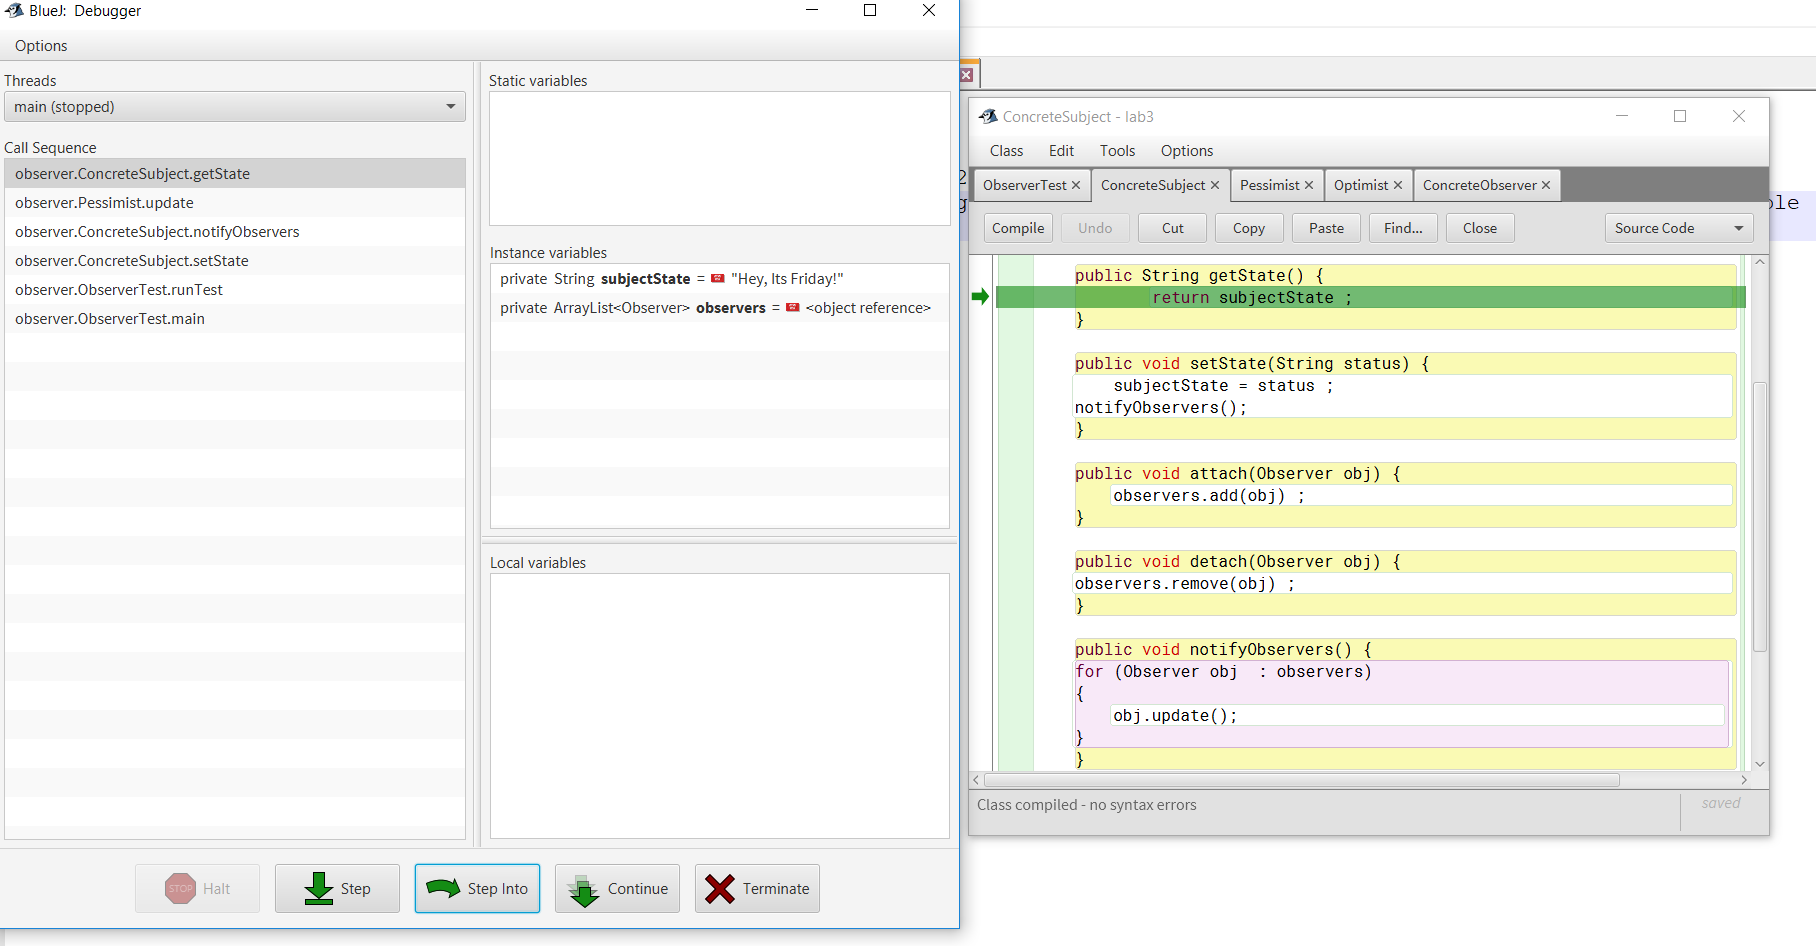 BlueJ: Debugger
Options
Threads
main (stopped)
Call Sequence
observer.ConcreteSubject.getState
observer.Pessimist.update
observer.ConcreteSubject.notifyObservers
observer.ConcreteSubject.setState
observer.ObserverTest.runTest
observer.ObserverTest.main
Static variables
Instance variables
private String subjectState = "Hey, Its Friday!"
private ArrayList<Observer> observers = <object reference>
Local variables
STOP Halt
Step
Step Into
Continue
Terminate
2
g
ole
ConcreteSubject - lab3
Class Edit Tools Options
ObserverTest × ConcreteSubject × Pessimist × Optimist × ConcreteObserver ×
Compile Undo Cut Copy Paste Find... Close Source Code
public String getState() {
return subjectState ;
}
public void setState(String status) {
subjectState = status ;
notifyObservers();
}
public void attach(Observer obj) {
observers.add(obj) ;
}
public void detach(Observer obj) {
observers.remove(obj) ;
}
public void notifyObservers() {
for (Observer obj  : observers)
{
obj.update();
}
}
Class compiled - no syntax errors
saved